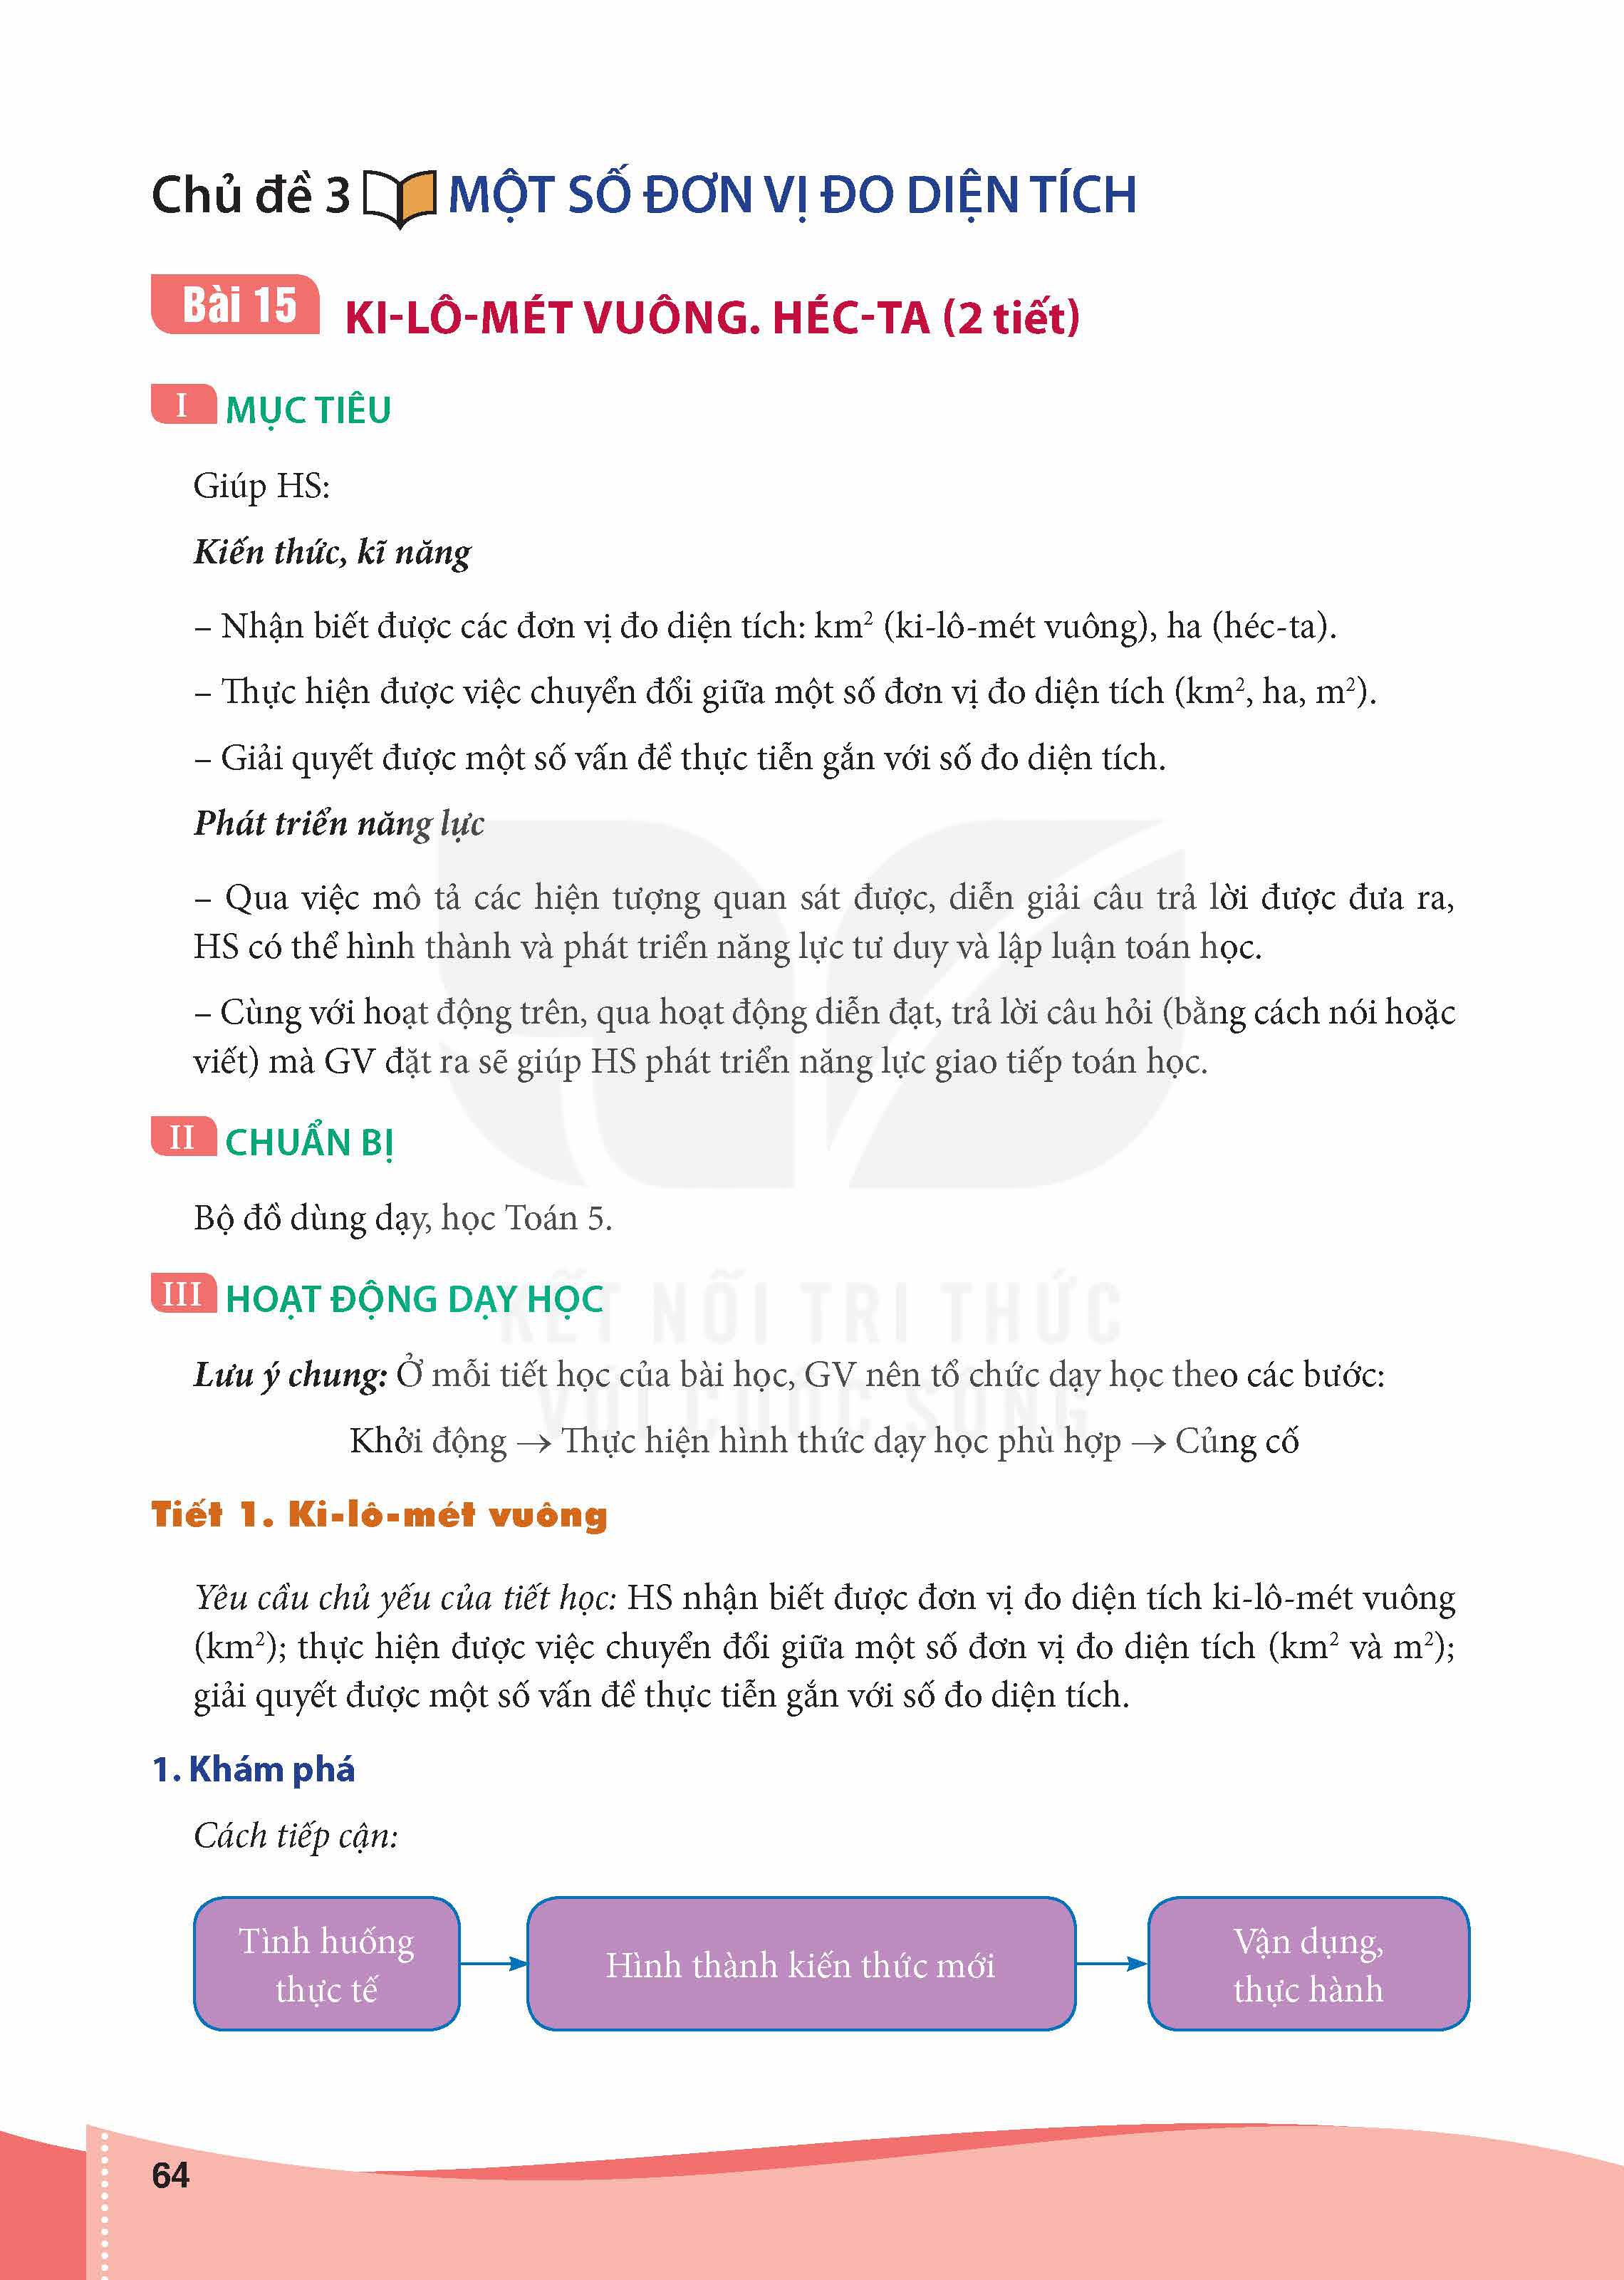 Chủ đề 3 MỘT SỐ ĐƠN VỊ ĐO DIỆN TÍCH
Bài 15 KI-LÔ-MÉT VUÔNG. HÉC-TA (2 tiết)
I MỤC TIÊU
Giúp HS:
Kiến thức, kĩ năng
– Nhận biết được các đơn vị đo diện tích: km² (ki-lô-mét vuông), ha (héc-ta).
– Thực hiện được việc chuyển đổi giữa một số đơn vị đo diện tích (km², ha, m²).
– Giải quyết được một số vấn đề thực tiễn gắn với số đo diện tích.
Phát triển năng lực
– Qua việc mô tả các hiện tượng quan sát được, diễn giải câu trả lời được đưa ra,
HS có thể hình thành và phát triển năng lực tư duy và lập luận toán học.
– Cùng với hoạt động trên, qua hoạt động diễn đạt, trả lời câu hỏi (bằng cách nói hoặc
viết) mà GV đặt ra sẽ giúp HS phát triển năng lực giao tiếp toán học.
II CHUẨN BỊ
Bộ đồ dùng dạy, học Toán 5.
III HOẠT ĐỘNG DẠY HỌC
KẾT NỐI TRI THỨC
Lưu ý chung: Ở mỗi tiết học của bài học, GV nên tổ chức dạy học theo các bước:
VỚI CUỘC SỐNG
Khởi động → Thực hiện hình thức dạy học phù hợp → Củng cố
Tiết 1. Ki-lô-mét vuông
Yêu cầu chủ yếu của tiết học: HS nhận biết được đơn vị đo diện tích ki-lô-mét vuông
(km²); thực hiện được việc chuyển đổi giữa một số đơn vị đo diện tích (km² và m²);
giải quyết được một số vấn đề thực tiễn gắn với số đo diện tích.
1. Khám phá
Cách tiếp cận:
Tình huống
thực tế
Hình thành kiến thức mới
Vận dụng,
thực hành
64